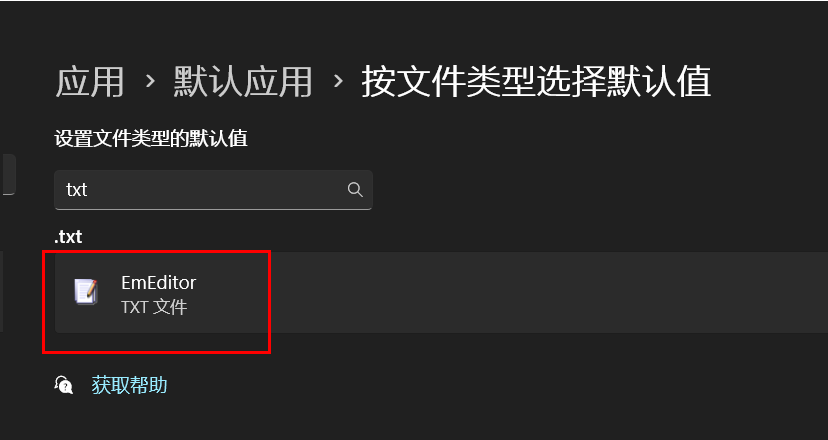 应用 › 默认应用 › 按文件类型选择默认值
设置文件类型的默认值
txt
.txt
EmEditor
TXT 文件
获取帮助